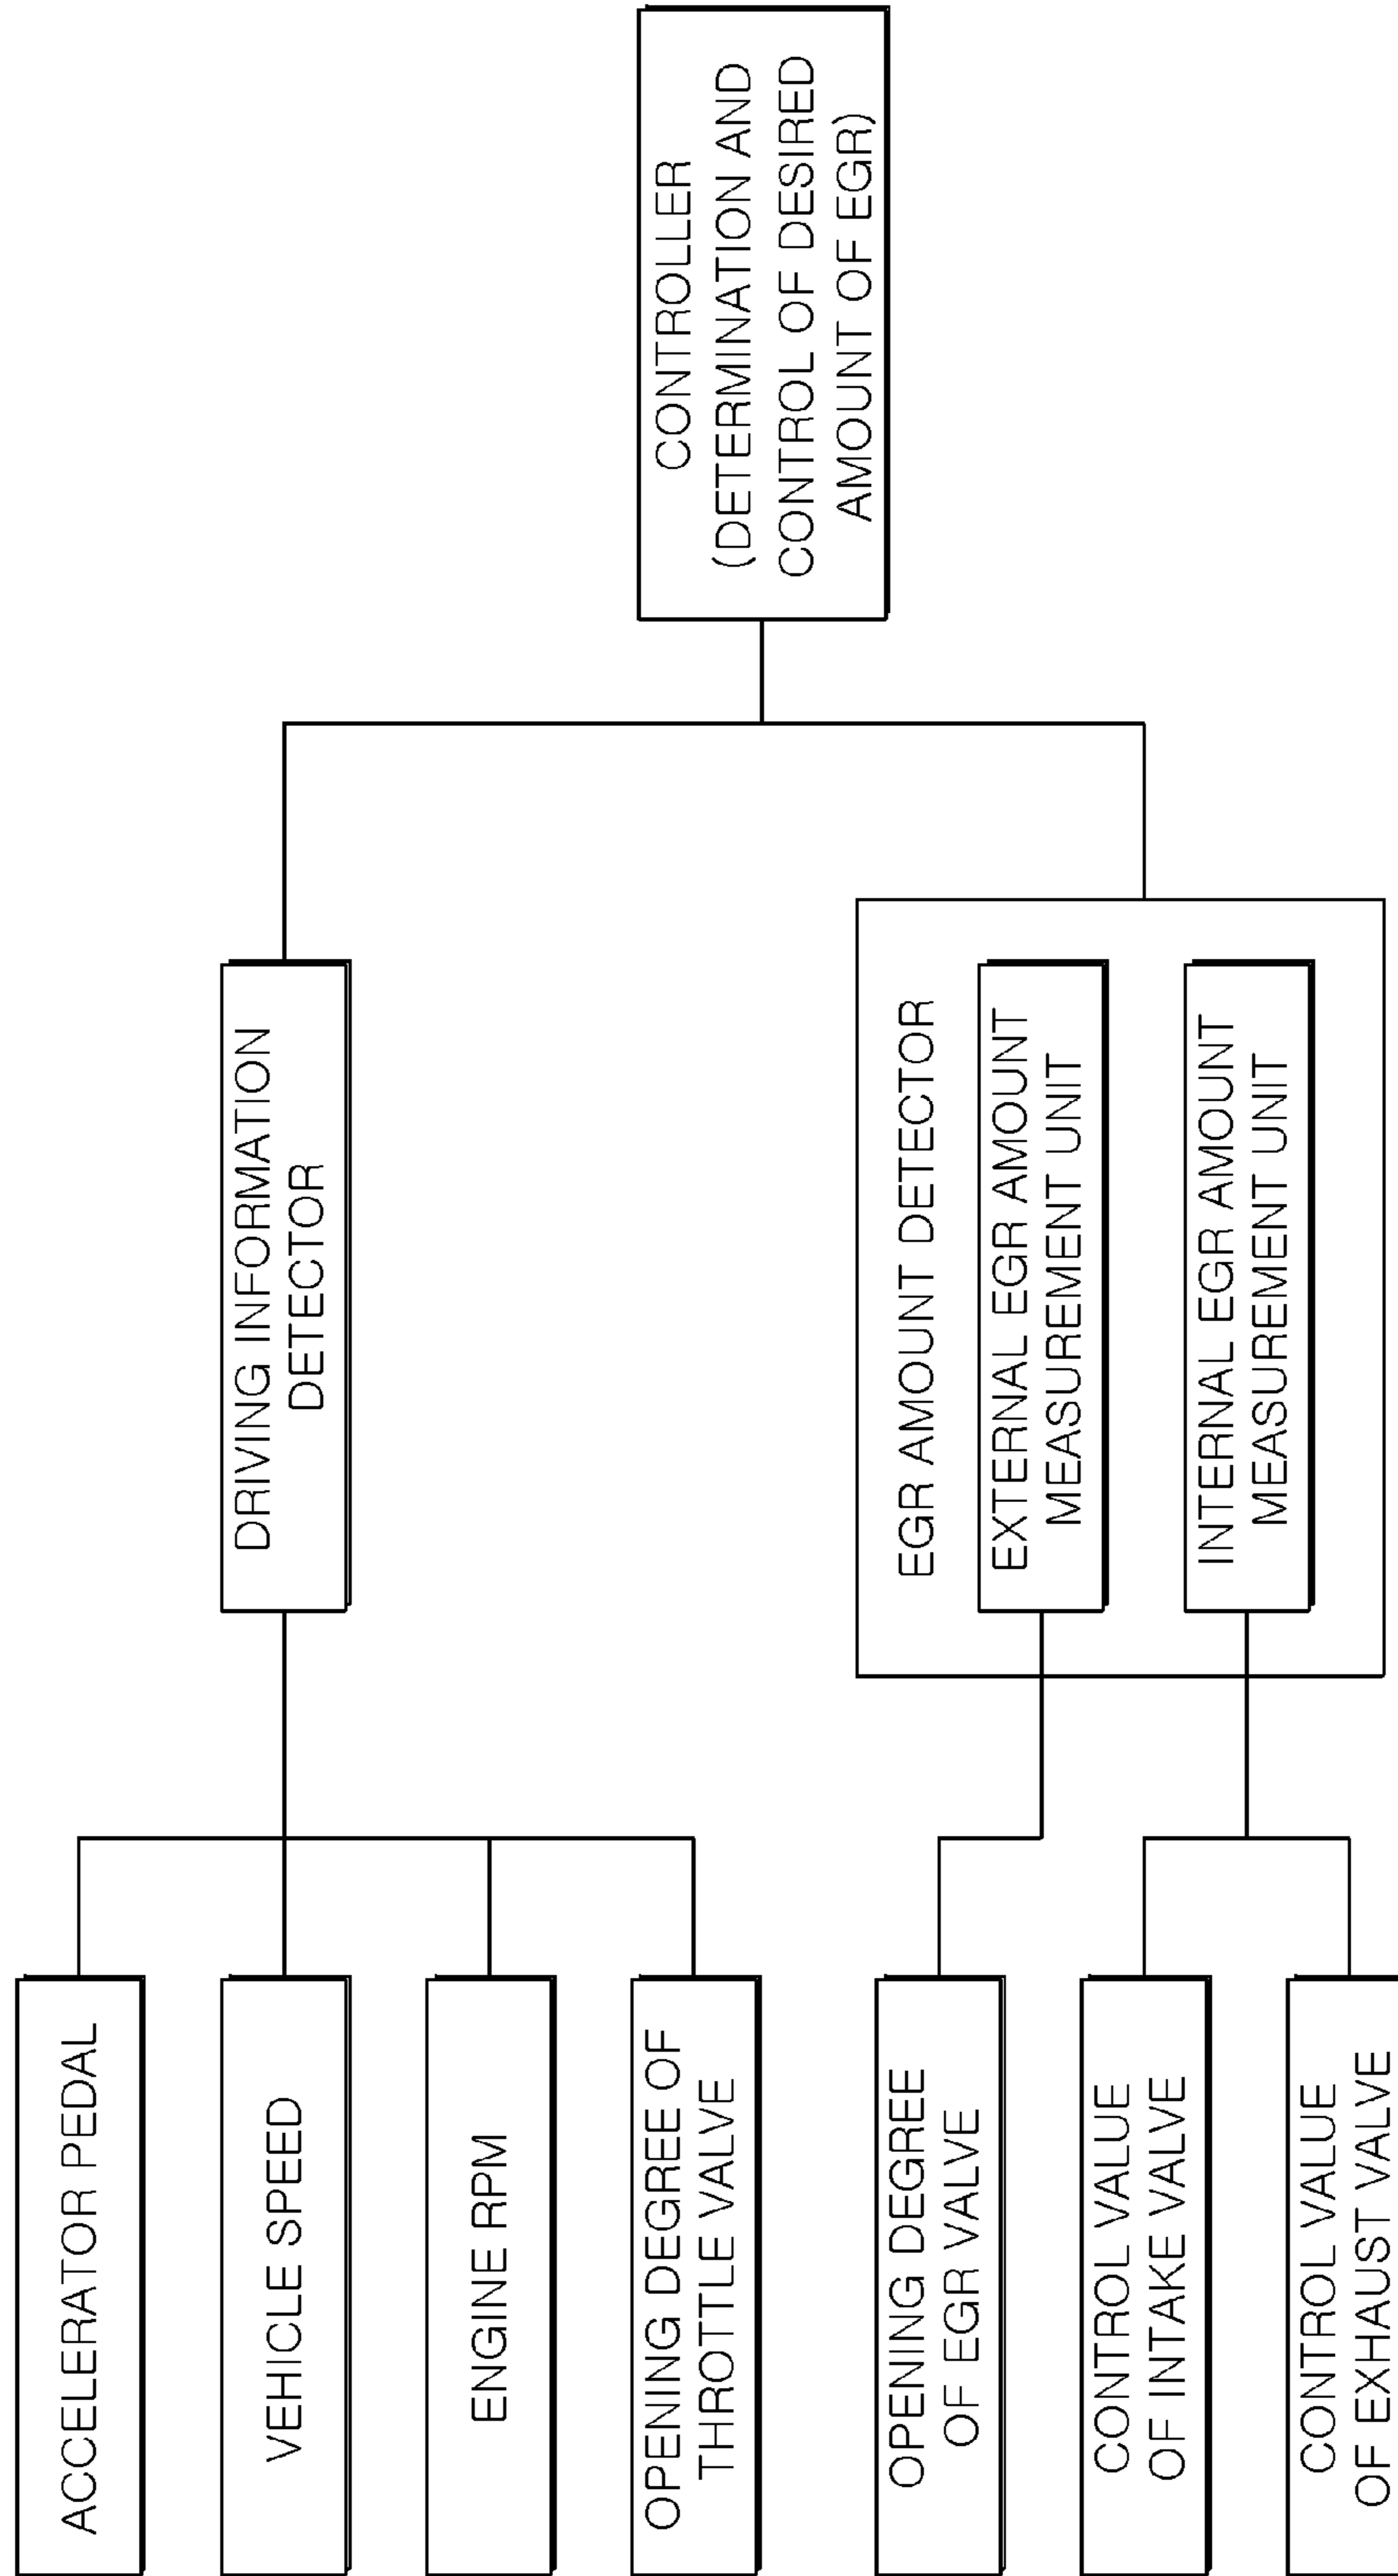 ACCELERATOR PEDAL
VEHICLE SPEED
ENGINE RPM
OPENING DEGREE OF
THROTTLE VALVE
OPENING DEGREE
OF EGR VALVE
CONTROL VALUE
OF INTAKE VALVE
CONTROL VALUE
OF EXHAUST VALVE
DRIVING INFORMATION
DETECTOR
EGR AMOUNT DETECTOR
EXTERNAL EGR AMOUNT
MEASUREMENT UNIT
INTERNAL EGR AMOUNT
MEASUREMENT UNIT
CONTROLLER
(DETERMINATION AND
CONTROL OF DESIRED
AMOUNT OF EGR)